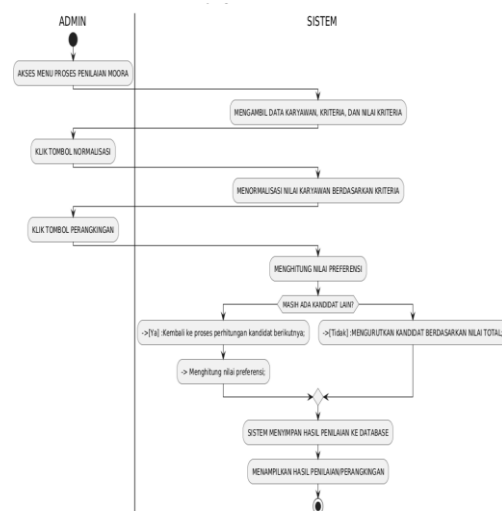 ADMIN
SISTEM
AKSES MENU PROSES PENILAIAN MOORA
MENGAMBIL DATA KARYAWAN, KRITERIA, DAN NILAI KRITERIA
KLIK TOMBOL NORMALISASI
MENORMALISASI NILAI KARYAWAN BERDASARKAN KRITERIA
KLIK TOMBOL PERANGKINGAN
MENGHITUNG NILAI PREFERENSI
MASIH ADA KANDIDAT LAIN?
->[Ya] :Kembali ke proses perhitungan kandidat berikutnya;
->[Tidak] :MENGURUTKAN KANDIDAT BERDASARKAN NILAI TOTAL;
-> Menghitung nilai preferensi;
SISTEM MENYIMPAN HASIL PENILAIAN KE DATABASE
MENAMPILKAN HASIL PENILAIAN/PERANGKINGAN